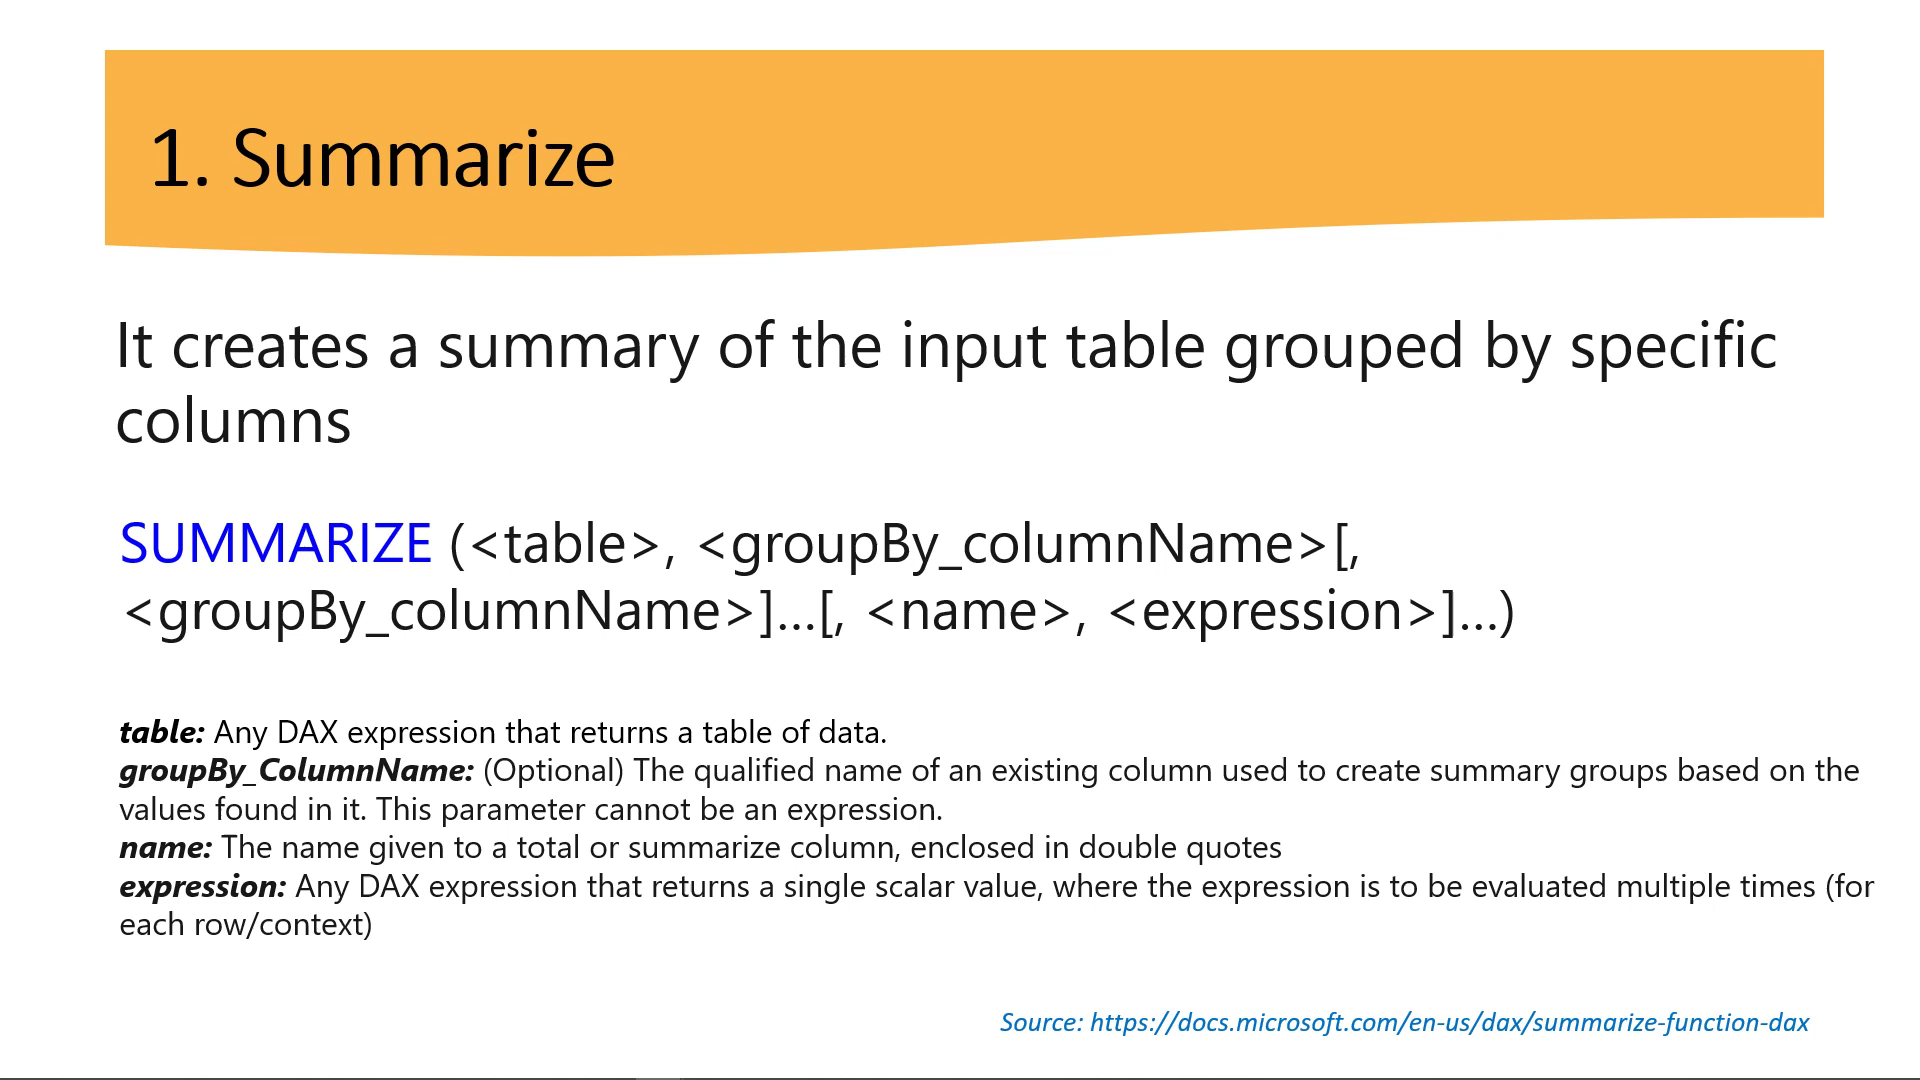 1. Summarize
It creates a summary of the input table grouped by specific
columns
SUMMARIZE (<table>, <groupBy_columnName>[,
<groupBy_columnName>]…[, <name>, <expression>]…)
table: Any DAX expression that returns a table of data.
groupBy_ColumnName: (Optional) The qualified name of an existing column used to create summary groups based on the
values found in it. This parameter cannot be an expression.
name: The name given to a total or summarize column, enclosed in double quotes
expression: Any DAX expression that returns a single scalar value, where the expression is to be evaluated multiple times (for
each row/context)
Source: https://docs.microsoft.com/en-us/dax/summarize-function-dax